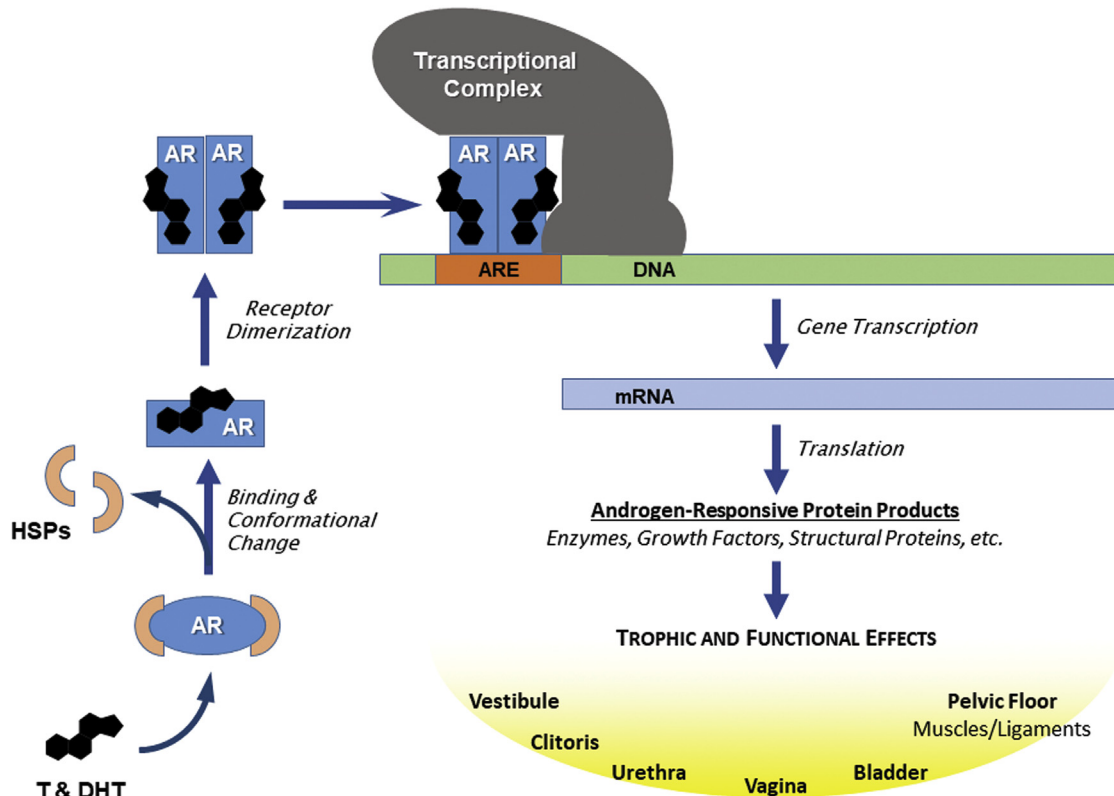 Transcriptional
Complex
AR AR
AR AR
ARE
DNA
Receptor
Dimerization
Gene Transcription
mRNA
AR
Translation
HSPs
Binding &
Conformational
Change
Androgen-Responsive Protein Products
Enzymes, Growth Factors, Structural Proteins, etc.
AR
TROPHIC AND FUNCTIONAL EFFECTS
Vestibule
Pelvic Floor
Muscles/Ligaments
Clitoris
Urethra
Bladder
Vagina
T & DHT